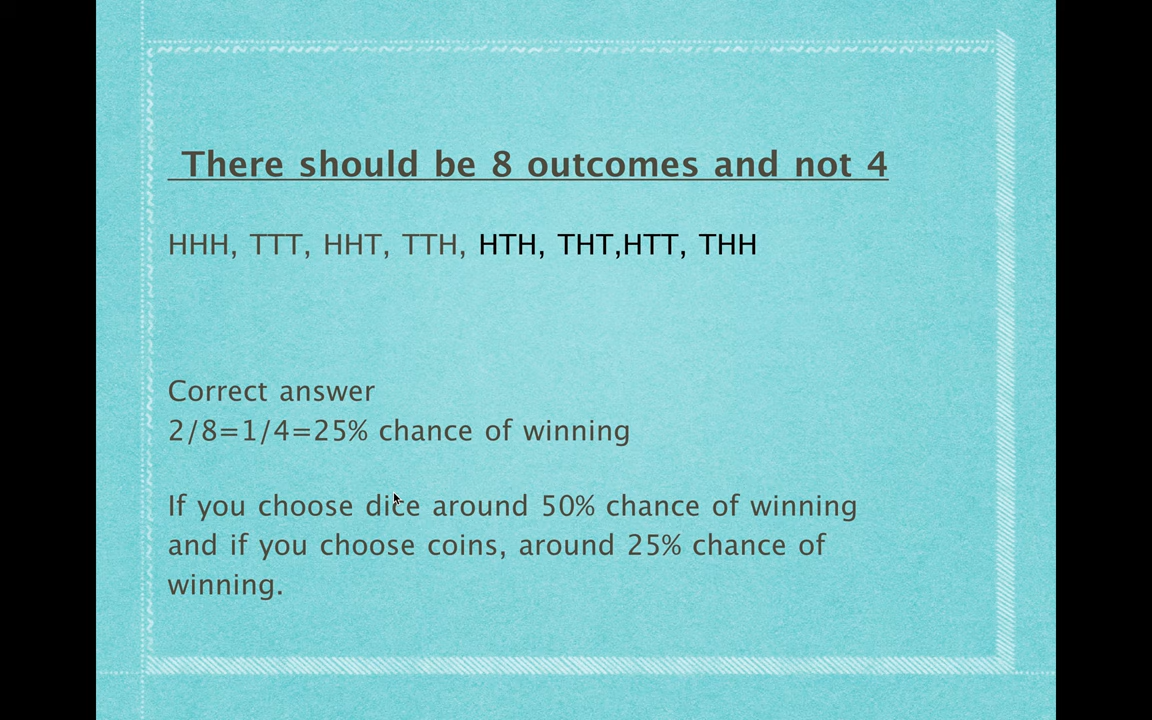 There should be 8 outcomes and not 4
HHH, TTT, HHT, TTH, HTH, THT,HTT, THH
Correct answer
2/8=1/4=25% chance of winning
If you choose dice around 50% chance of winning
and if you choose coins, around 25% chance of
winning.